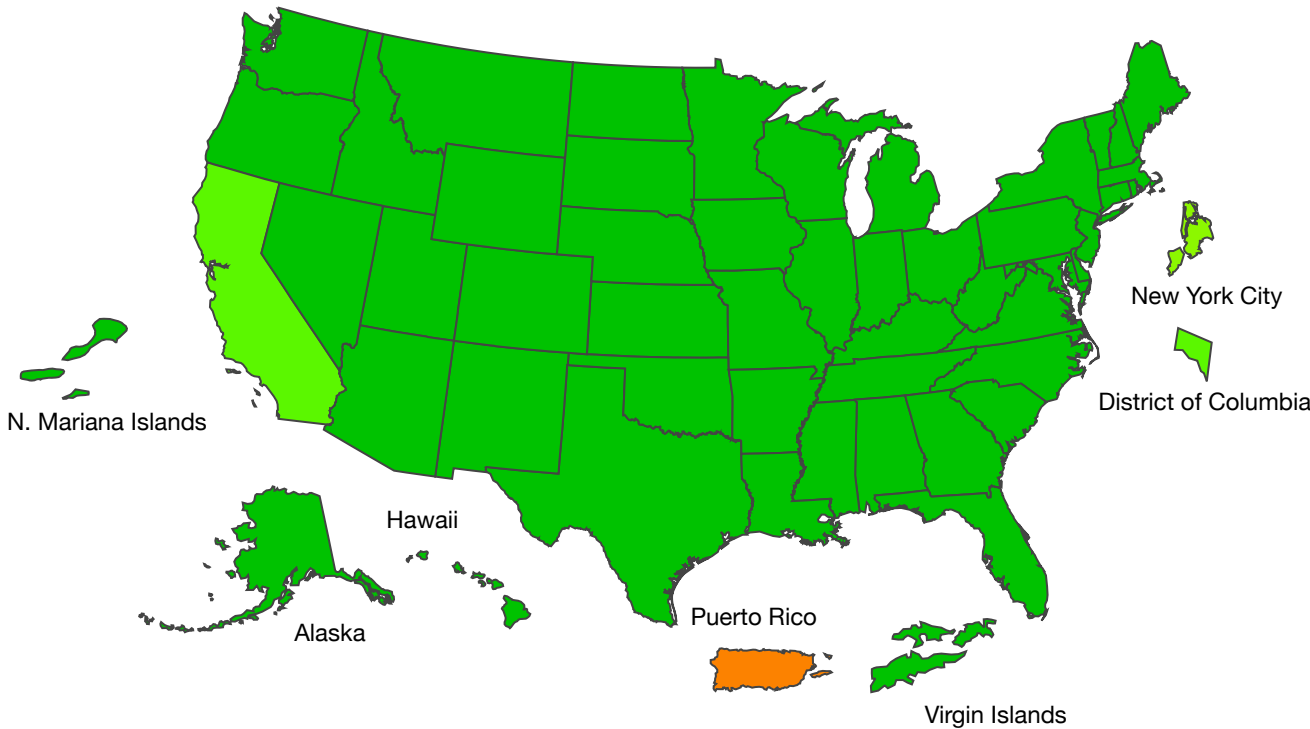 New York City
District of Columbia
N. Mariana Islands
Hawaii
Alaska
Puerto Rico
Virgin Islands